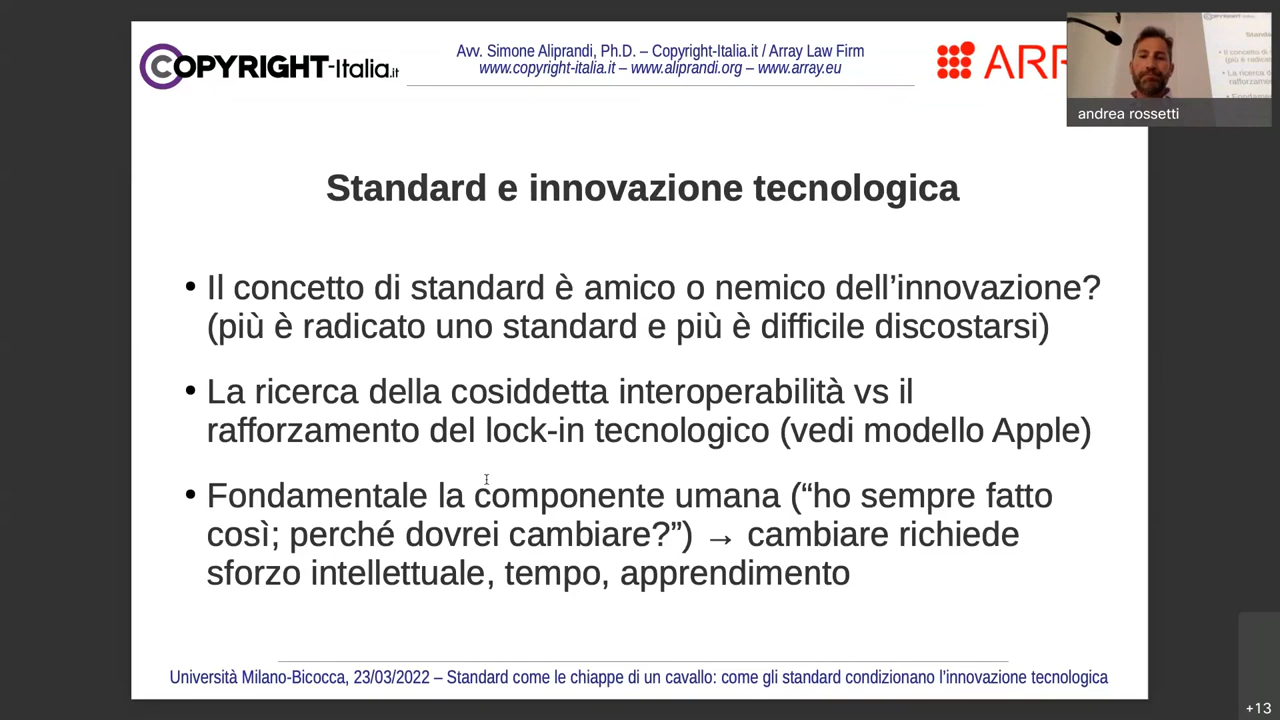 COPYRIGHT-Italia.it
Avv. Simone Aliprandi, Ph.D. – Copyright-Italia.it / Array Law Firm
www.copyright-italia.it – www.aliprandi.org – www.array.eu
ARR
andrea rossetti
Standard e innovazione tecnologica
• Il concetto di standard è amico o nemico dell’innovazione?
(più è radicato uno standard e più è difficile discostarsi)
• La ricerca della cosiddetta interoperabilità vs il
rafforzamento del lock-in tecnologico (vedi modello Apple)
• Fondamentale la componente umana (“ho sempre fatto
così; perché dovrei cambiare?”) → cambiare richiede
sforzo intellettuale, tempo, apprendimento
Università Milano-Bicocca, 23/03/2022 – Standard come le chiappe di un cavallo: come gli standard condizionano l’innovazione tecnologica
+13